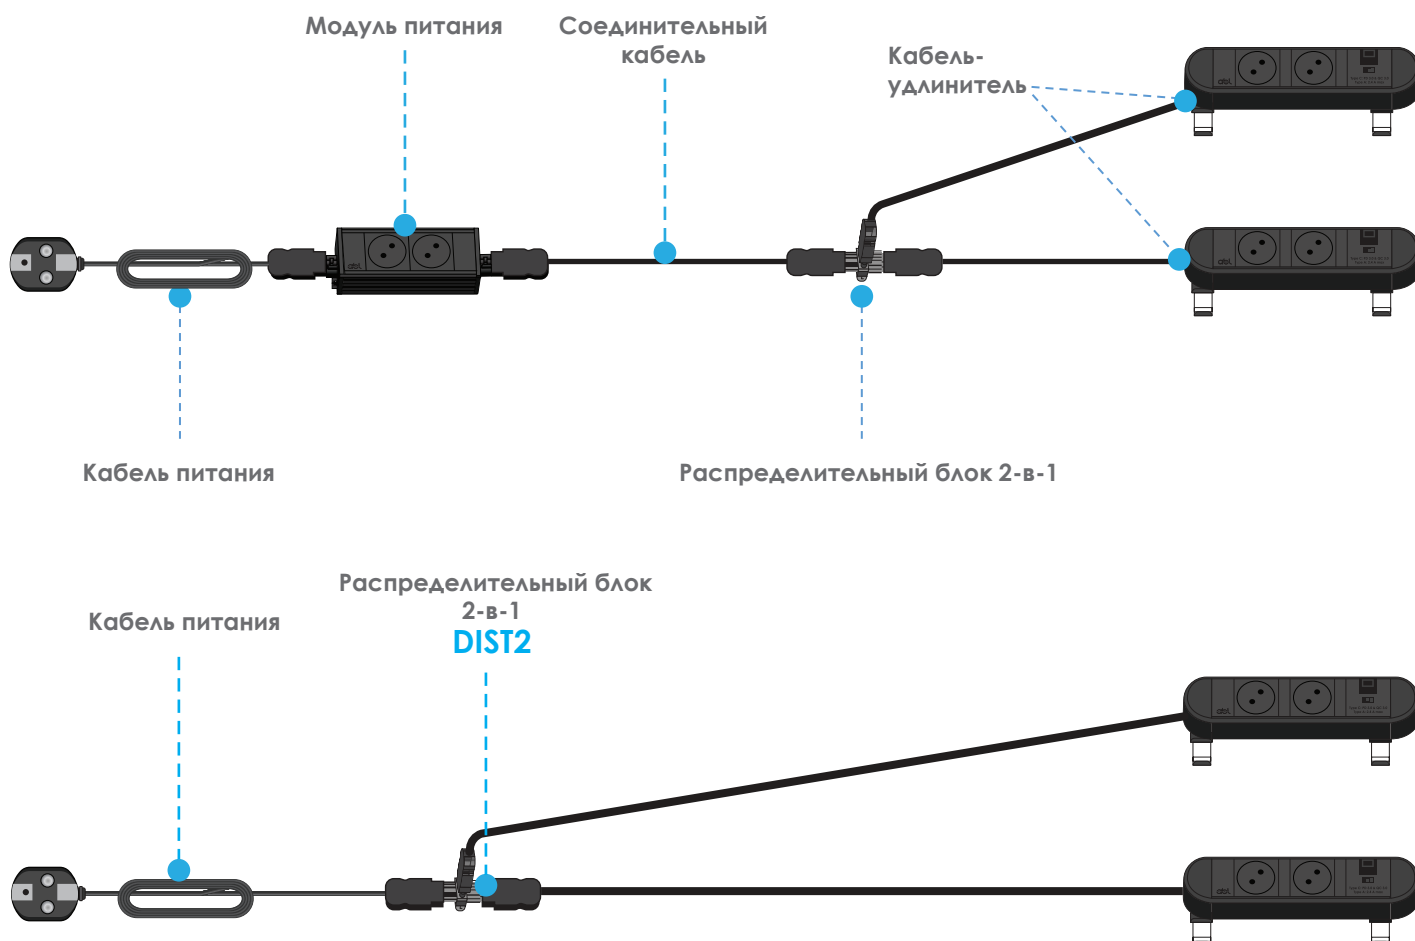 Модуль питания
Соединительный
кабель
Кабель-
удлинитель
Кабель питания
Распределительный блок 2-в-1
Распределительный блок
2-в-1
DIST2
Кабель питания